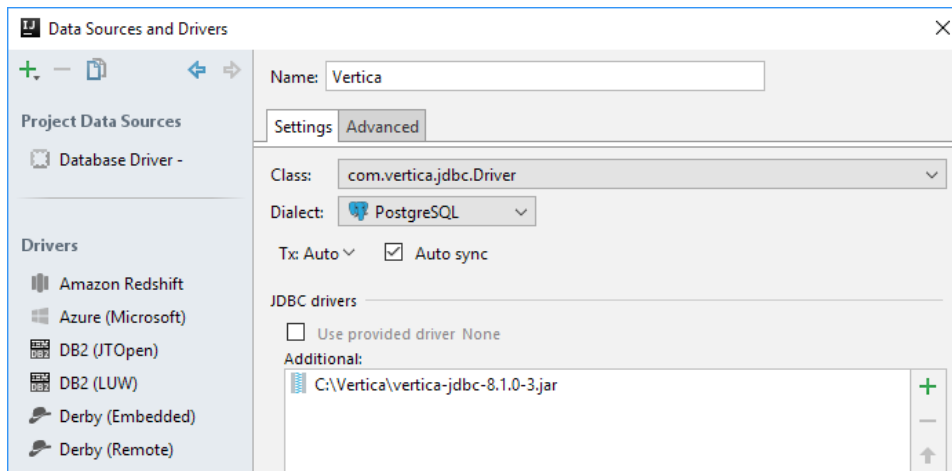 IJ Data Sources and Drivers
Name: Vertica
Project Data Sources
Settings Advanced
Database Driver -
Class: com.vertica.jdbc.Driver
Dialect: PostgreSQL
Tx: Auto Auto sync
Drivers
Amazon Redshift
Azure (Microsoft)
DB2 (JTOpen)
DB2 (LUW)
Derby (Embedded)
Derby (Remote)
JDBC drivers
Use provided driver None
Additional:
C:\Vertica\vertica-jdbc-8.1.0-3.jar